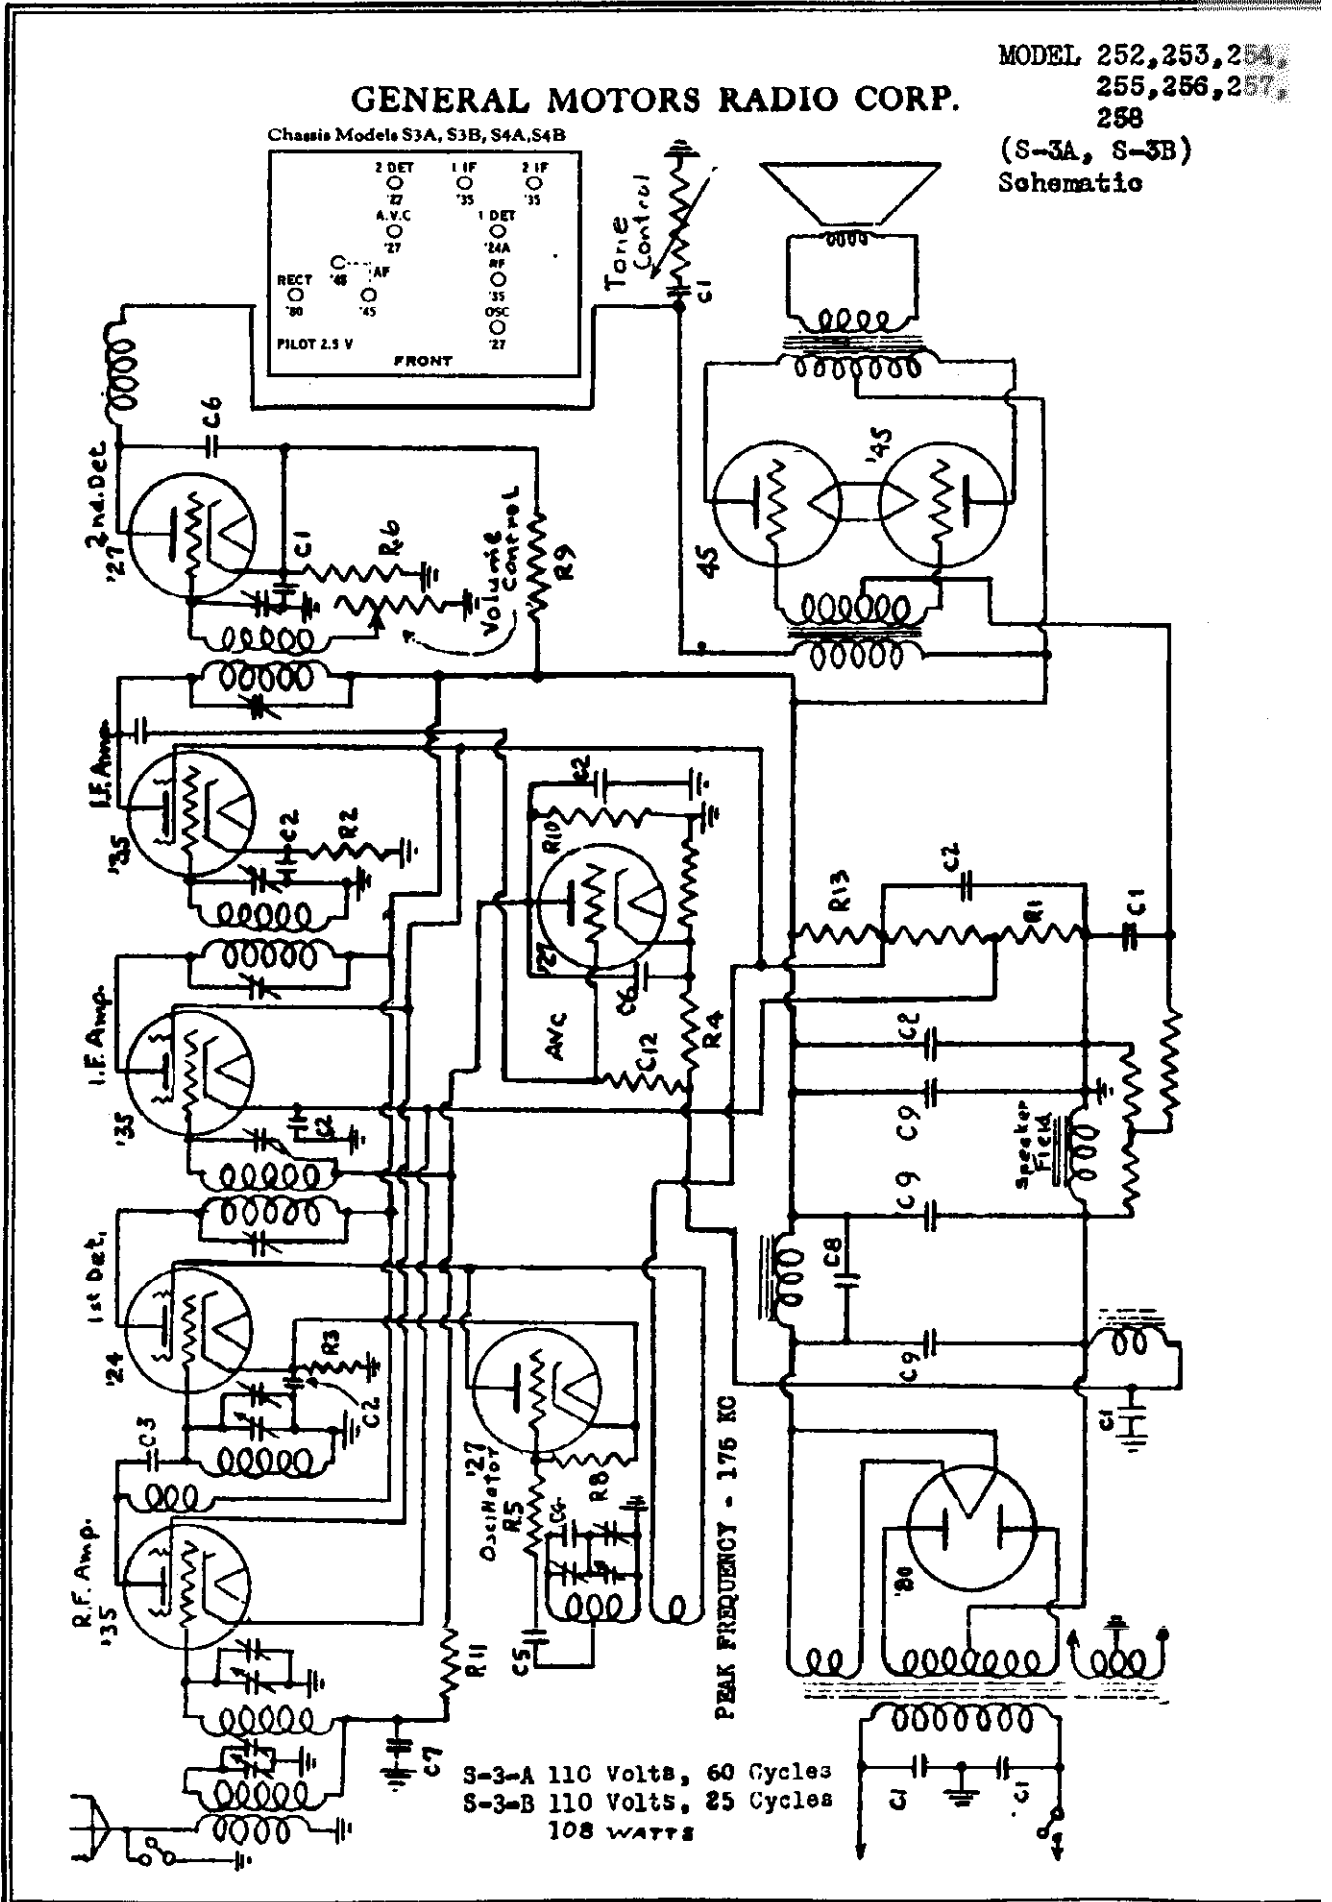 MODEL 252,253,254,
255,256,257,
258
(S-3A, S-3B)
Schematic
GENERAL MOTORS RADIO CORP.
Chassis Models S3A, S3B, S4A,S4B
2 DET
1 IF
2 IF
'27
'35
'35
A.V.C
1 DET
'27
'24A
RF
'45
AF
RECT
'35
'80
'45
OSC
PILOT 2.5 V
'27
FRONT
Tone
Control
C1
C6
2nd. Det
'27
C1
R6
Volume
Control
R9
'45
45
I.F. Amp.
'35
C2
R2
C2
R10
'27
AVC
C6
R4
C12
R13
C2
R1
C1
I.F. Amp.
'35
C2
C2
C9
Speaker
Field
C9
C8
C9
C1
1st Det.
'24
R3
C2
C3
'27
Oscillator
R5
C4
R8
C5
R.F. Amp.
'35
R11
C7
PEAK FREQUENCY - 175 KC
'80
C1
C1
S-3-A 110 Volts, 60 Cycles
S-3-B 110 Volts, 25 Cycles
108 WATTS